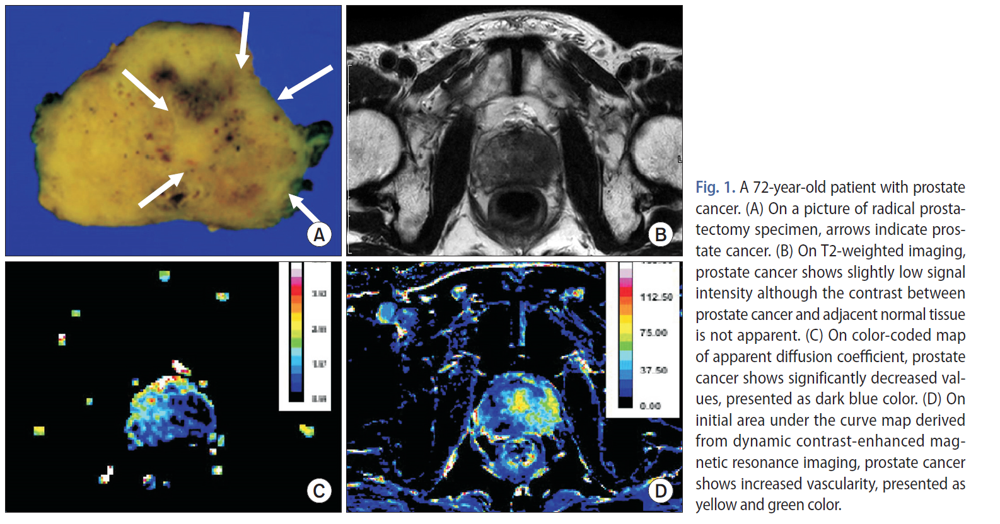 A
B
L
C
D
112.50
75.00
37.50
0.00
Fig. 1. A 72-year-old patient with prostate
cancer. (A) On a picture of radical prosta-
tectomy specimen, arrows indicate pros-
tate cancer. (B) On T2-weighted imaging,
prostate cancer shows slightly low signal
intensity although the contrast between
prostate cancer and adjacent normal tissue
is not apparent. (C) On color-coded map
of apparent diffusion coefficient, prostate
cancer shows significantly decreased val-
ues, presented as dark blue color. (D) On
initial area under the curve map derived
from dynamic contrast-enhanced mag-
netic resonance imaging, prostate cancer
shows increased vascularity, presented as
yellow and green color.